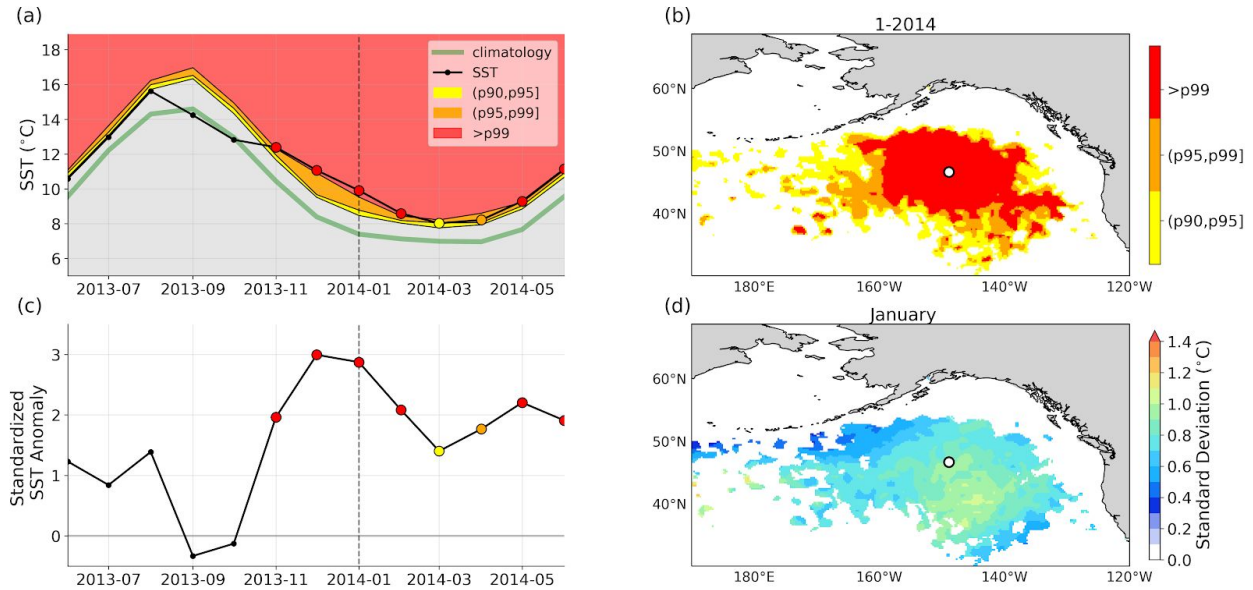 (a)
18
16
14
12
10
8
6
SST (°C)
climatology
SST
(p90,p95]
(p95,p99]
>p99
2013-07
2013-09
2013-11
2014-01
2014-03
2014-05
(b)
1-2014
60°N
50°N
40°N
180°E
160°W
140°W
120°W
>p99
(p95,p99]
(p90,p95]
(c)
3
2
1
0
Standardized
SST Anomaly
2013-07
2013-09
2013-11
2014-01
2014-03
2014-05
(d)
January
60°N
50°N
40°N
180°E
160°W
140°W
120°W
1.4
1.2
1.0
0.8
0.6
0.4
0.2
0.0
Standard Deviation (°C)